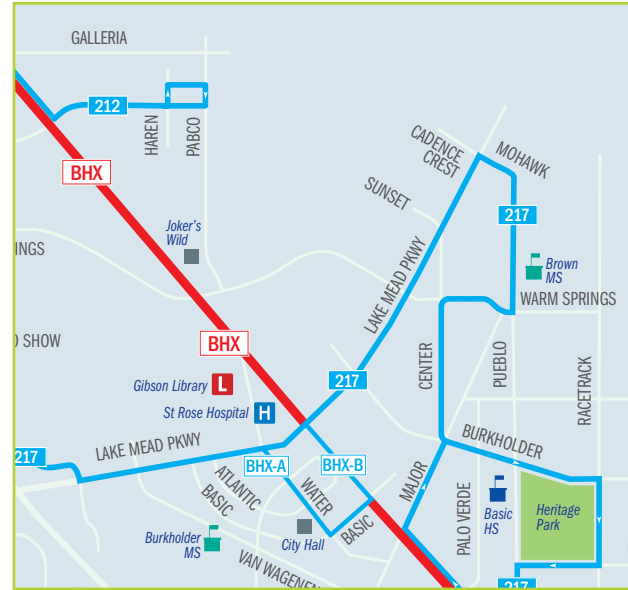 GALLERIA
212
HAREN
PABCO
BHX
CADENCE
CREST
MOHAWK
SUNSET
217
Joker's
Wild
INGS
Brown
MS
LAKE MEAD PKWY
WARM SPRINGS
O SHOW
BHX
CENTER
PUEBLO
RACETRACK
Gibson Library
L
217
St Rose Hospital
H
LAKE MEAD PKWY
217
BHX-A
BHX-B
BURKHOLDER
ATLANTIC
BASIC
WATER
MAJOR
PALO VERDE
Basic
HS
Heritage
Park
Burkholder
MS
City Hall
BASIC
VAN WAGENEN
217